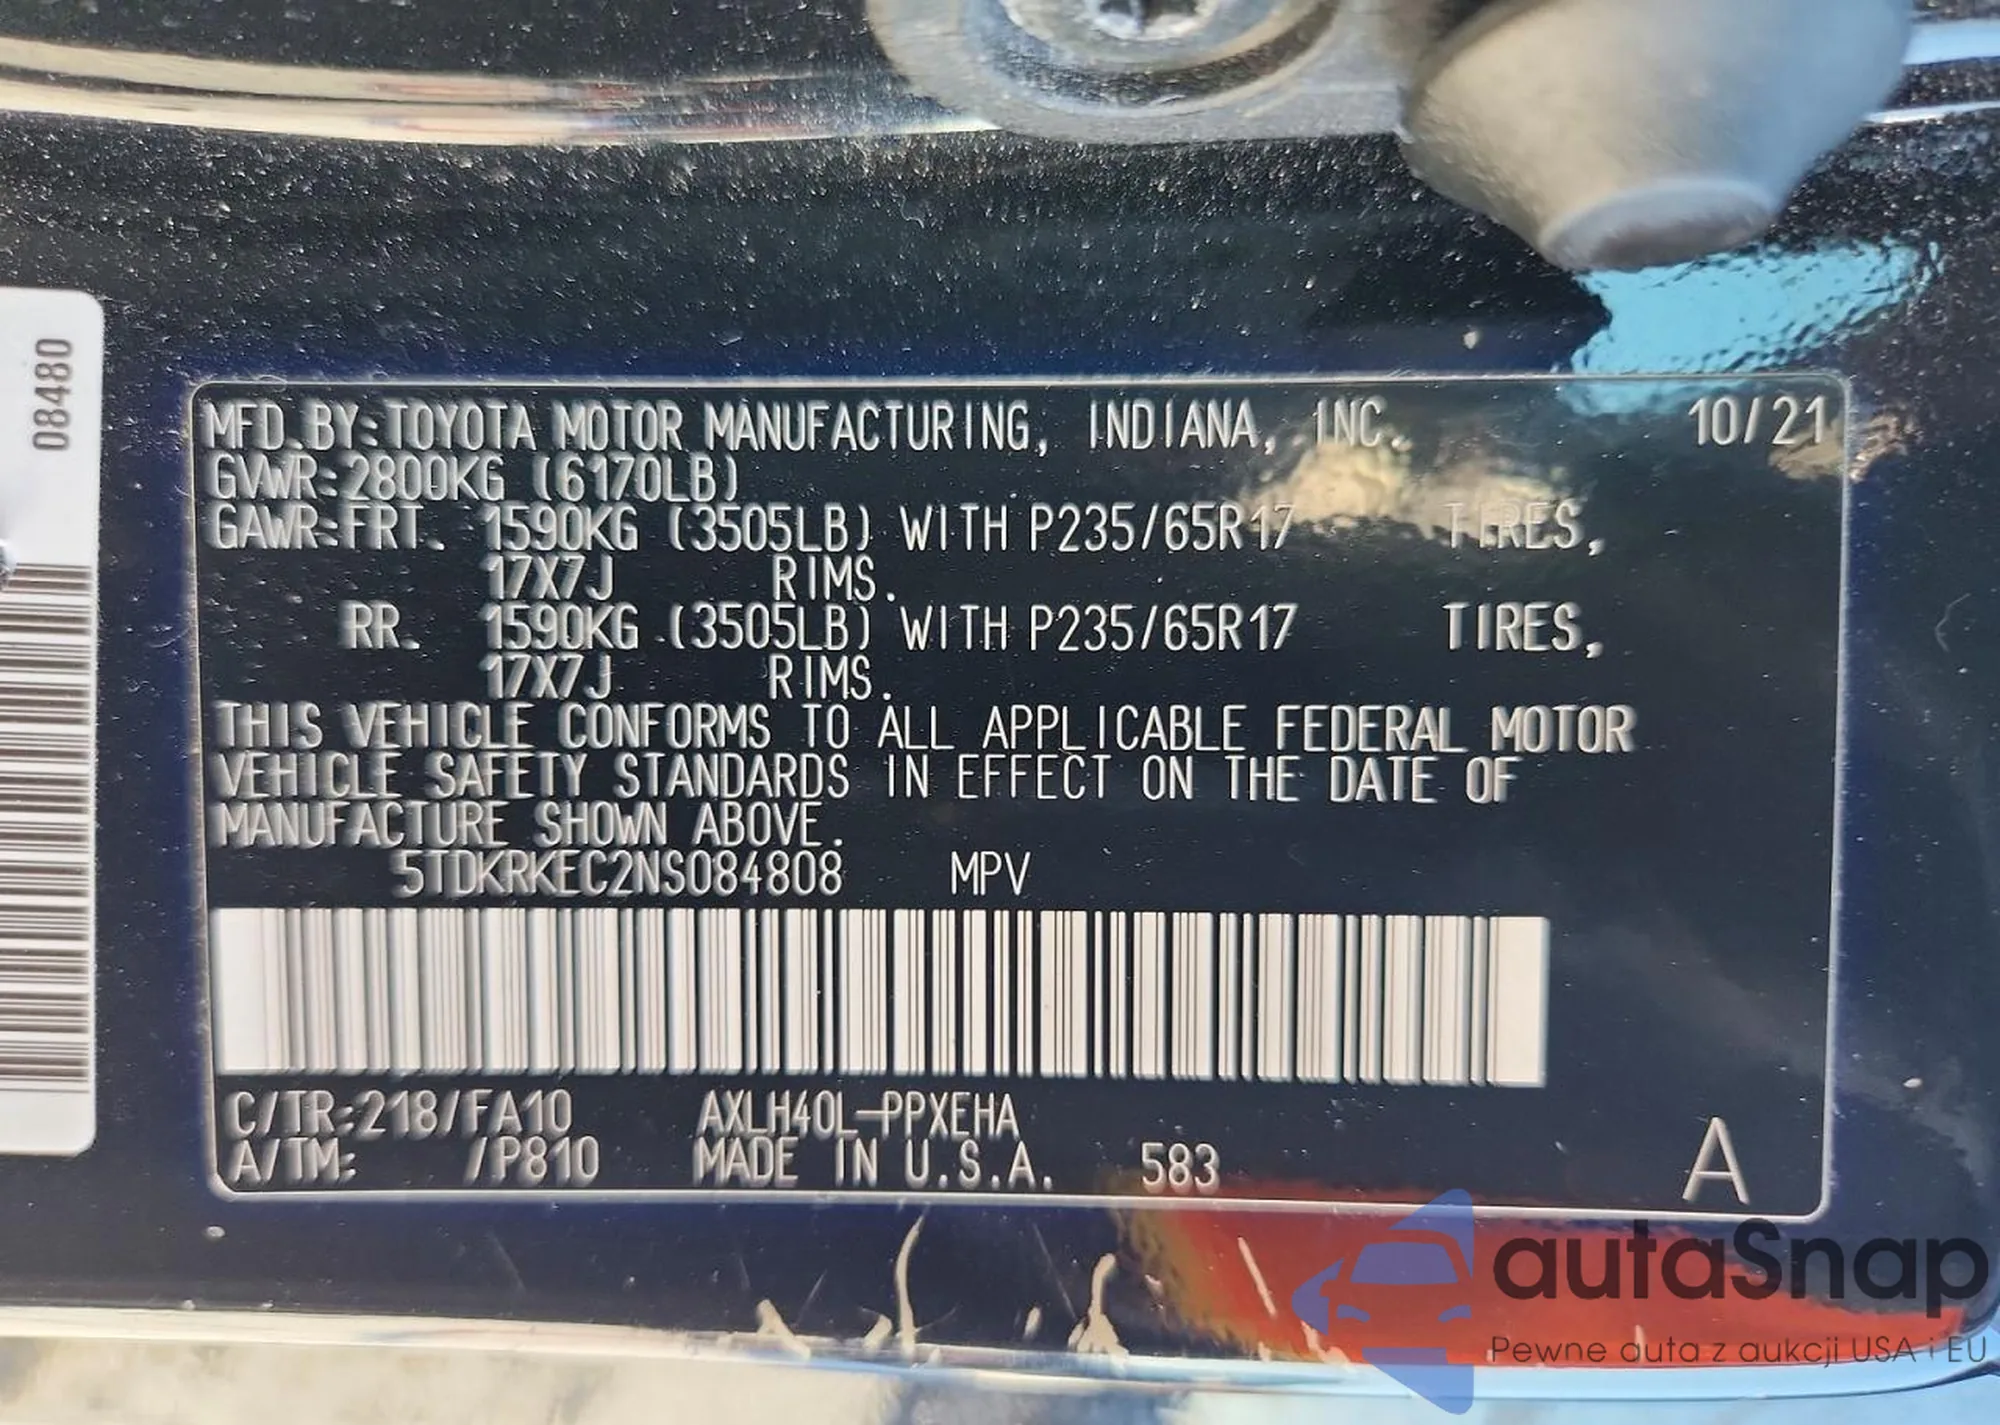 08480
MFD.BY:TOYOTA MOTOR MANUFACTURING, INDIANA, INC. 10/21
GVWR:2800KG (6170LB)
GAWR:FRT. 1590KG (3505LB) WITH P235/65R17 TIRES,
17X7J RIMS.
RR. 1590KG (3505LB) WITH P235/65R17 TIRES,
17X7J RIMS.
THIS VEHICLE CONFORMS TO ALL APPLICABLE FEDERAL MOTOR
VEHICLE SAFETY STANDARDS IN EFFECT ON THE DATE OF
MANUFACTURE SHOWN ABOVE.
5TDKRKEC2NS084808 MPV
C/TR:218/FA10 AXLH40L-PPXEHA
A/TM: /P810 MADE IN U.S.A. 583 A
autaSnap
Pewne auta z aukcji USA i EU